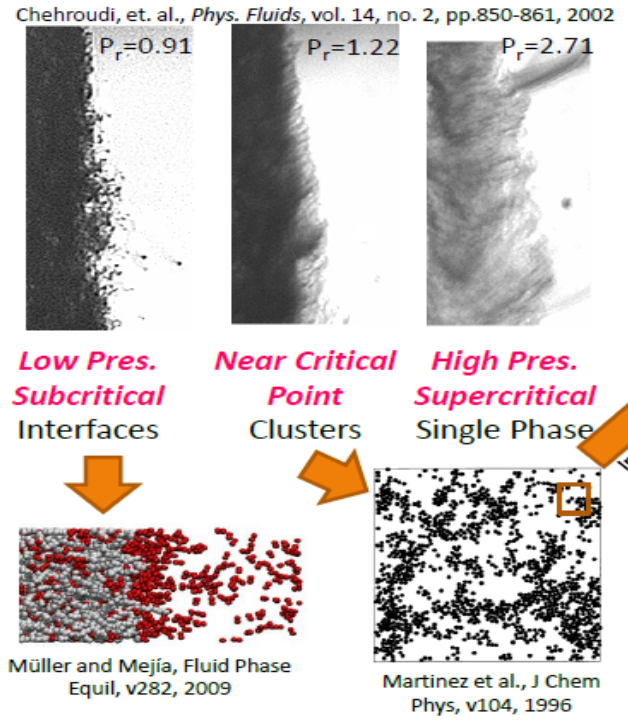 Chehroudi, et. al., Phys. Fluids, vol. 14, no. 2, pp.850-861, 2002
Pr=0.91
Pr=1.22
Pr=2.71
Low Pres.
Subcritical
Interfaces
Near Critical
Point
Clusters
High Pres.
Supercritical
Single Phase
Müller and Mejía, Fluid Phase
Equil, v282, 2009
Martinez et al., J Chem
Phys, v104, 1996